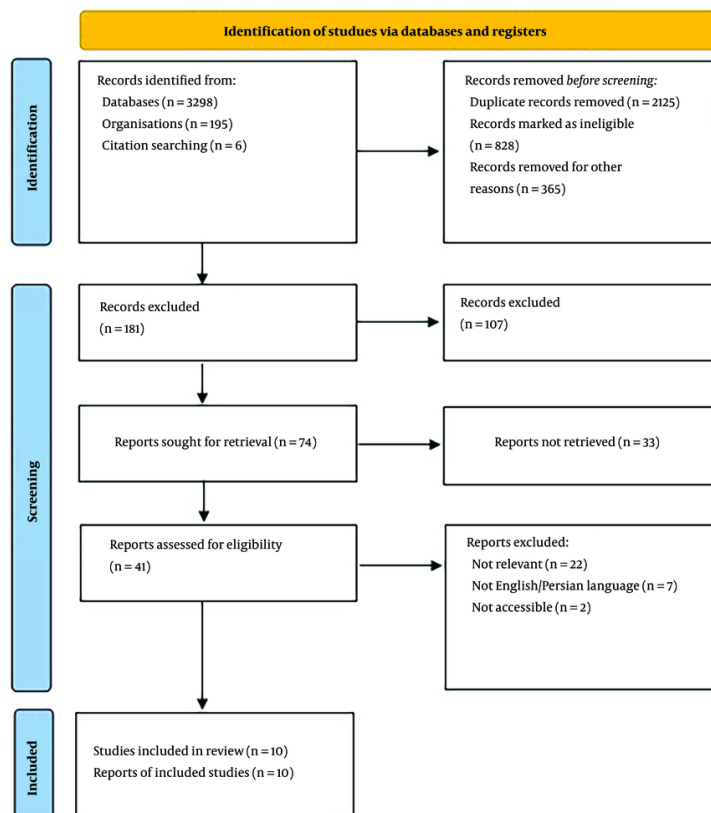 Identification of studues via databases and registers
Identification
Records identified from:
Databases (n = 3298)
Organisations (n = 195)
Citation searching (n = 6)
Records removed before screening:
Duplicate records removed (n = 2125)
Records marked as ineligible
(n = 828)
Records removed for other
reasons (n = 365)
Screening
Records excluded
(n = 181)
Records excluded
(n = 107)
Reports sought for retrieval (n = 74)
Reports not retrieved (n = 33)
Reports assessed for eligibility
(n = 41)
Reports excluded:
Not relevant (n = 22)
Not English/Persian language (n = 7)
Not accessible (n = 2)
Included
Studies included in review (n = 10)
Reports of included studies (n = 10)